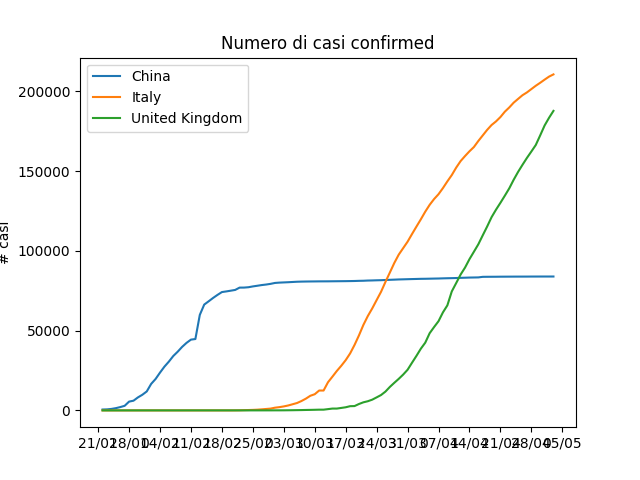 Numero di casi confirmed
China
Italy
United Kingdom
# casi
200000
150000
100000
50000
0
21/01 28/01 04/02 11/02 18/02 25/02 03/03 10/03 17/03 24/03 31/03 07/04 14/04 21/04 28/04 05/05